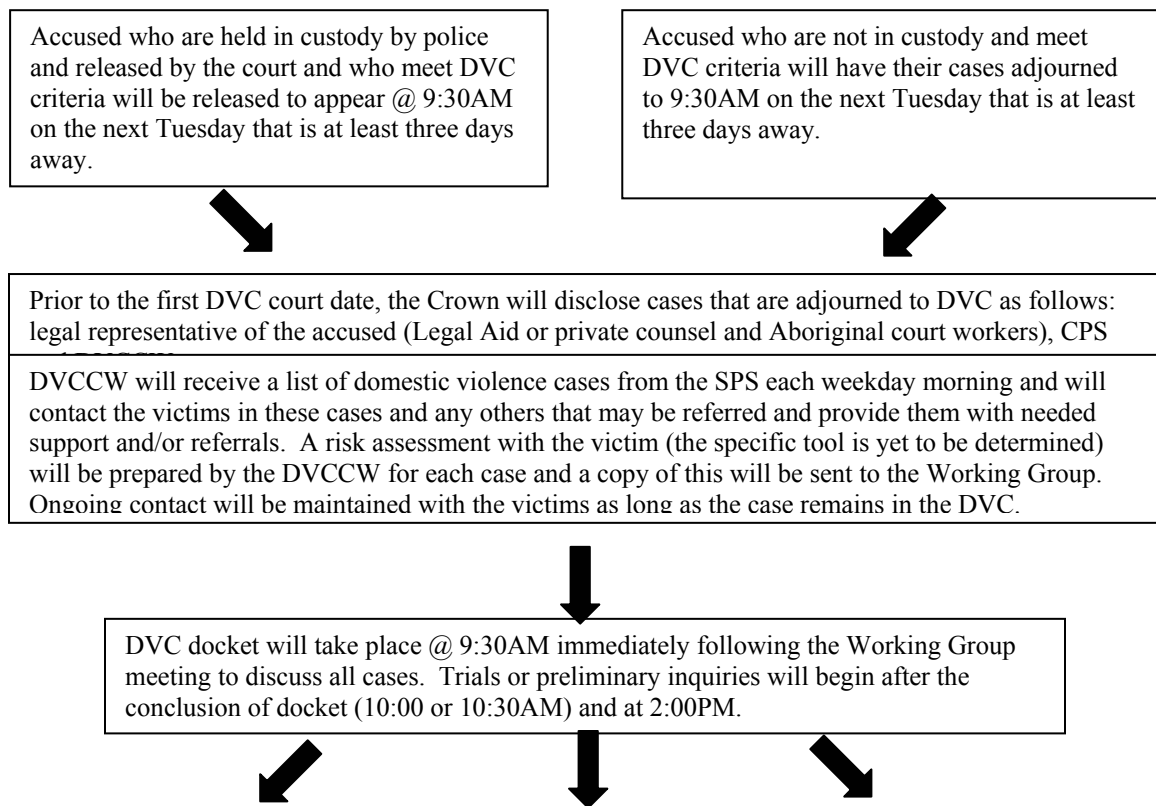 Accused who are held in custody by police
and released by the court and who meet DVC
criteria will be released to appear @ 9:30AM
on the next Tuesday that is at least three days
away.
Accused who are not in custody and meet
DVC criteria will have their cases adjourned
to 9:30AM on the next Tuesday that is at least
three days away.
Prior to the first DVC court date, the Crown will disclose cases that are adjourned to DVC as follows:
legal representative of the accused (Legal Aid or private counsel and Aboriginal court workers), CPS
DVCCW will receive a list of domestic violence cases from the SPS each weekday morning and will
contact the victims in these cases and any others that may be referred and provide them with needed
support and/or referrals.  A risk assessment with the victim (the specific tool is yet to be determined)
will be prepared by the DVCCW for each case and a copy of this will be sent to the Working Group.
Ongoing contact will be maintained with the victims as long as the case remains in the DVC.
DVC docket will take place @ 9:30AM immediately following the Working Group
meeting to discuss all cases.  Trials or preliminary inquiries will begin after the
conclusion of docket (10:00 or 10:30AM) and at 2:00PM.